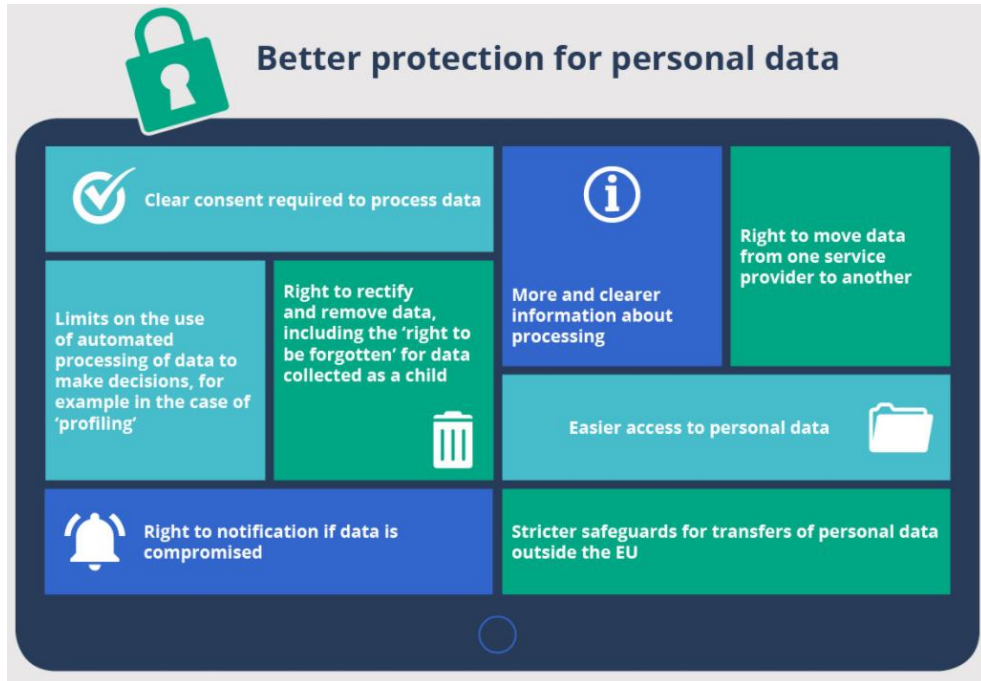 Better protection for personal data
Clear consent required to process data
Limits on the use
of automated
processing of data to
make decisions, for
example in the case of
‘profiling’
Right to rectify
and remove data,
including the ‘right to
be forgotten’ for data
collected as a child
More and clearer
information about
processing
Right to move data
from one service
provider to another
Easier access to personal data
Right to notification if data is
compromised
Stricter safeguards for transfers of personal data
outside the EU